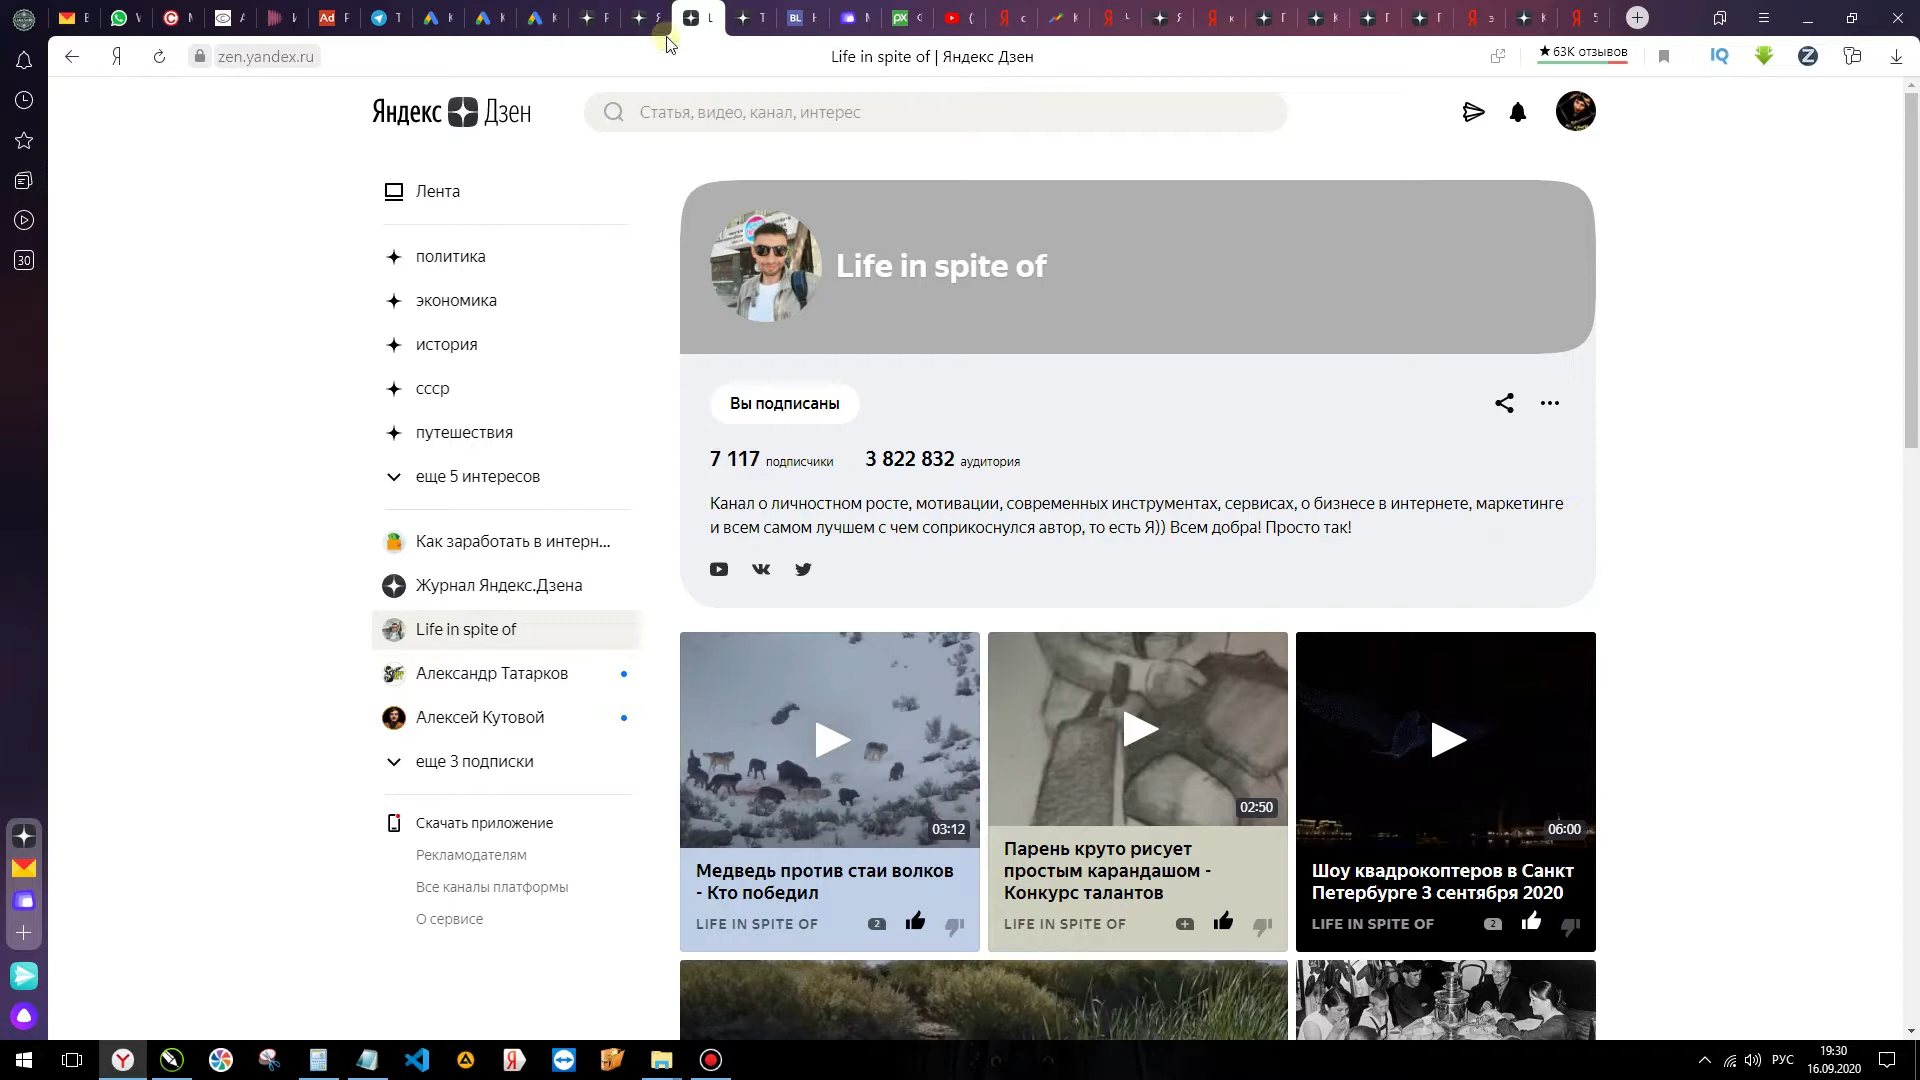 zen.yandex.ru
Life in spite of | Яндекс Дзен
★63K отзывов
Яндекс Дзен
Статья, видео, канал, интерес
30
Лента
политика
экономика
история
ссср
путешествия
еще 5 интересов
Как заработать в интерн...
Журнал Яндекс.Дзена
Life in spite of
Александр Татарков
Алексей Кутовой
еще 3 подписки
Скачать приложение
Рекламодателям
Все каналы платформы
О сервисе
Life in spite of
Вы подписаны
7 117 подписчики 3 822 832 аудитория
Канал о личностном росте, мотивации, современных инструментах, сервисах, о бизнесе в интернете, маркетинге
и всем самом лучшем с чем соприкоснулся автор, то есть Я)) Всем добра! Просто так!
03:12
Медведь против стаи волков
- Кто победил
LIFE IN SPITE OF 2
02:50
Парень круто рисует
простым карандашом -
Конкурс талантов
LIFE IN SPITE OF
06:00
Шоу квадрокоптеров в Санкт
Петербурге 3 сентября 2020
LIFE IN SPITE OF 2
РУС
19:30
16.09.2020